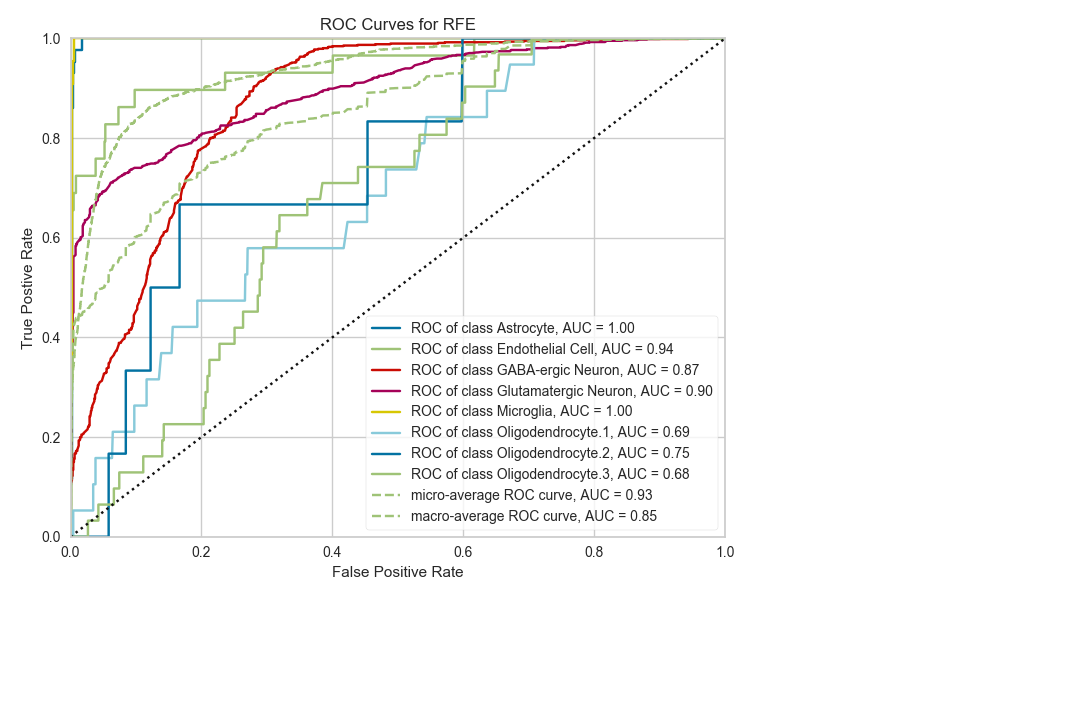 ROC Curves for RFE
1.0
0.8
0.6
0.4
0.2
0.0
True Postive Rate
ROC of class Astrocyte, AUC = 1.00
ROC of class Endothelial Cell, AUC = 0.94
ROC of class GABA-ergic Neuron, AUC = 0.87
ROC of class Glutamatergic Neuron, AUC = 0.90
ROC of class Microglia, AUC = 1.00
ROC of class Oligodendrocyte.1, AUC = 0.69
ROC of class Oligodendrocyte.2, AUC = 0.75
ROC of class Oligodendrocyte.3, AUC = 0.68
micro-average ROC curve, AUC = 0.93
macro-average ROC curve, AUC = 0.85
0.0 0.2 0.4 0.6 0.8 1.0
False Positive Rate